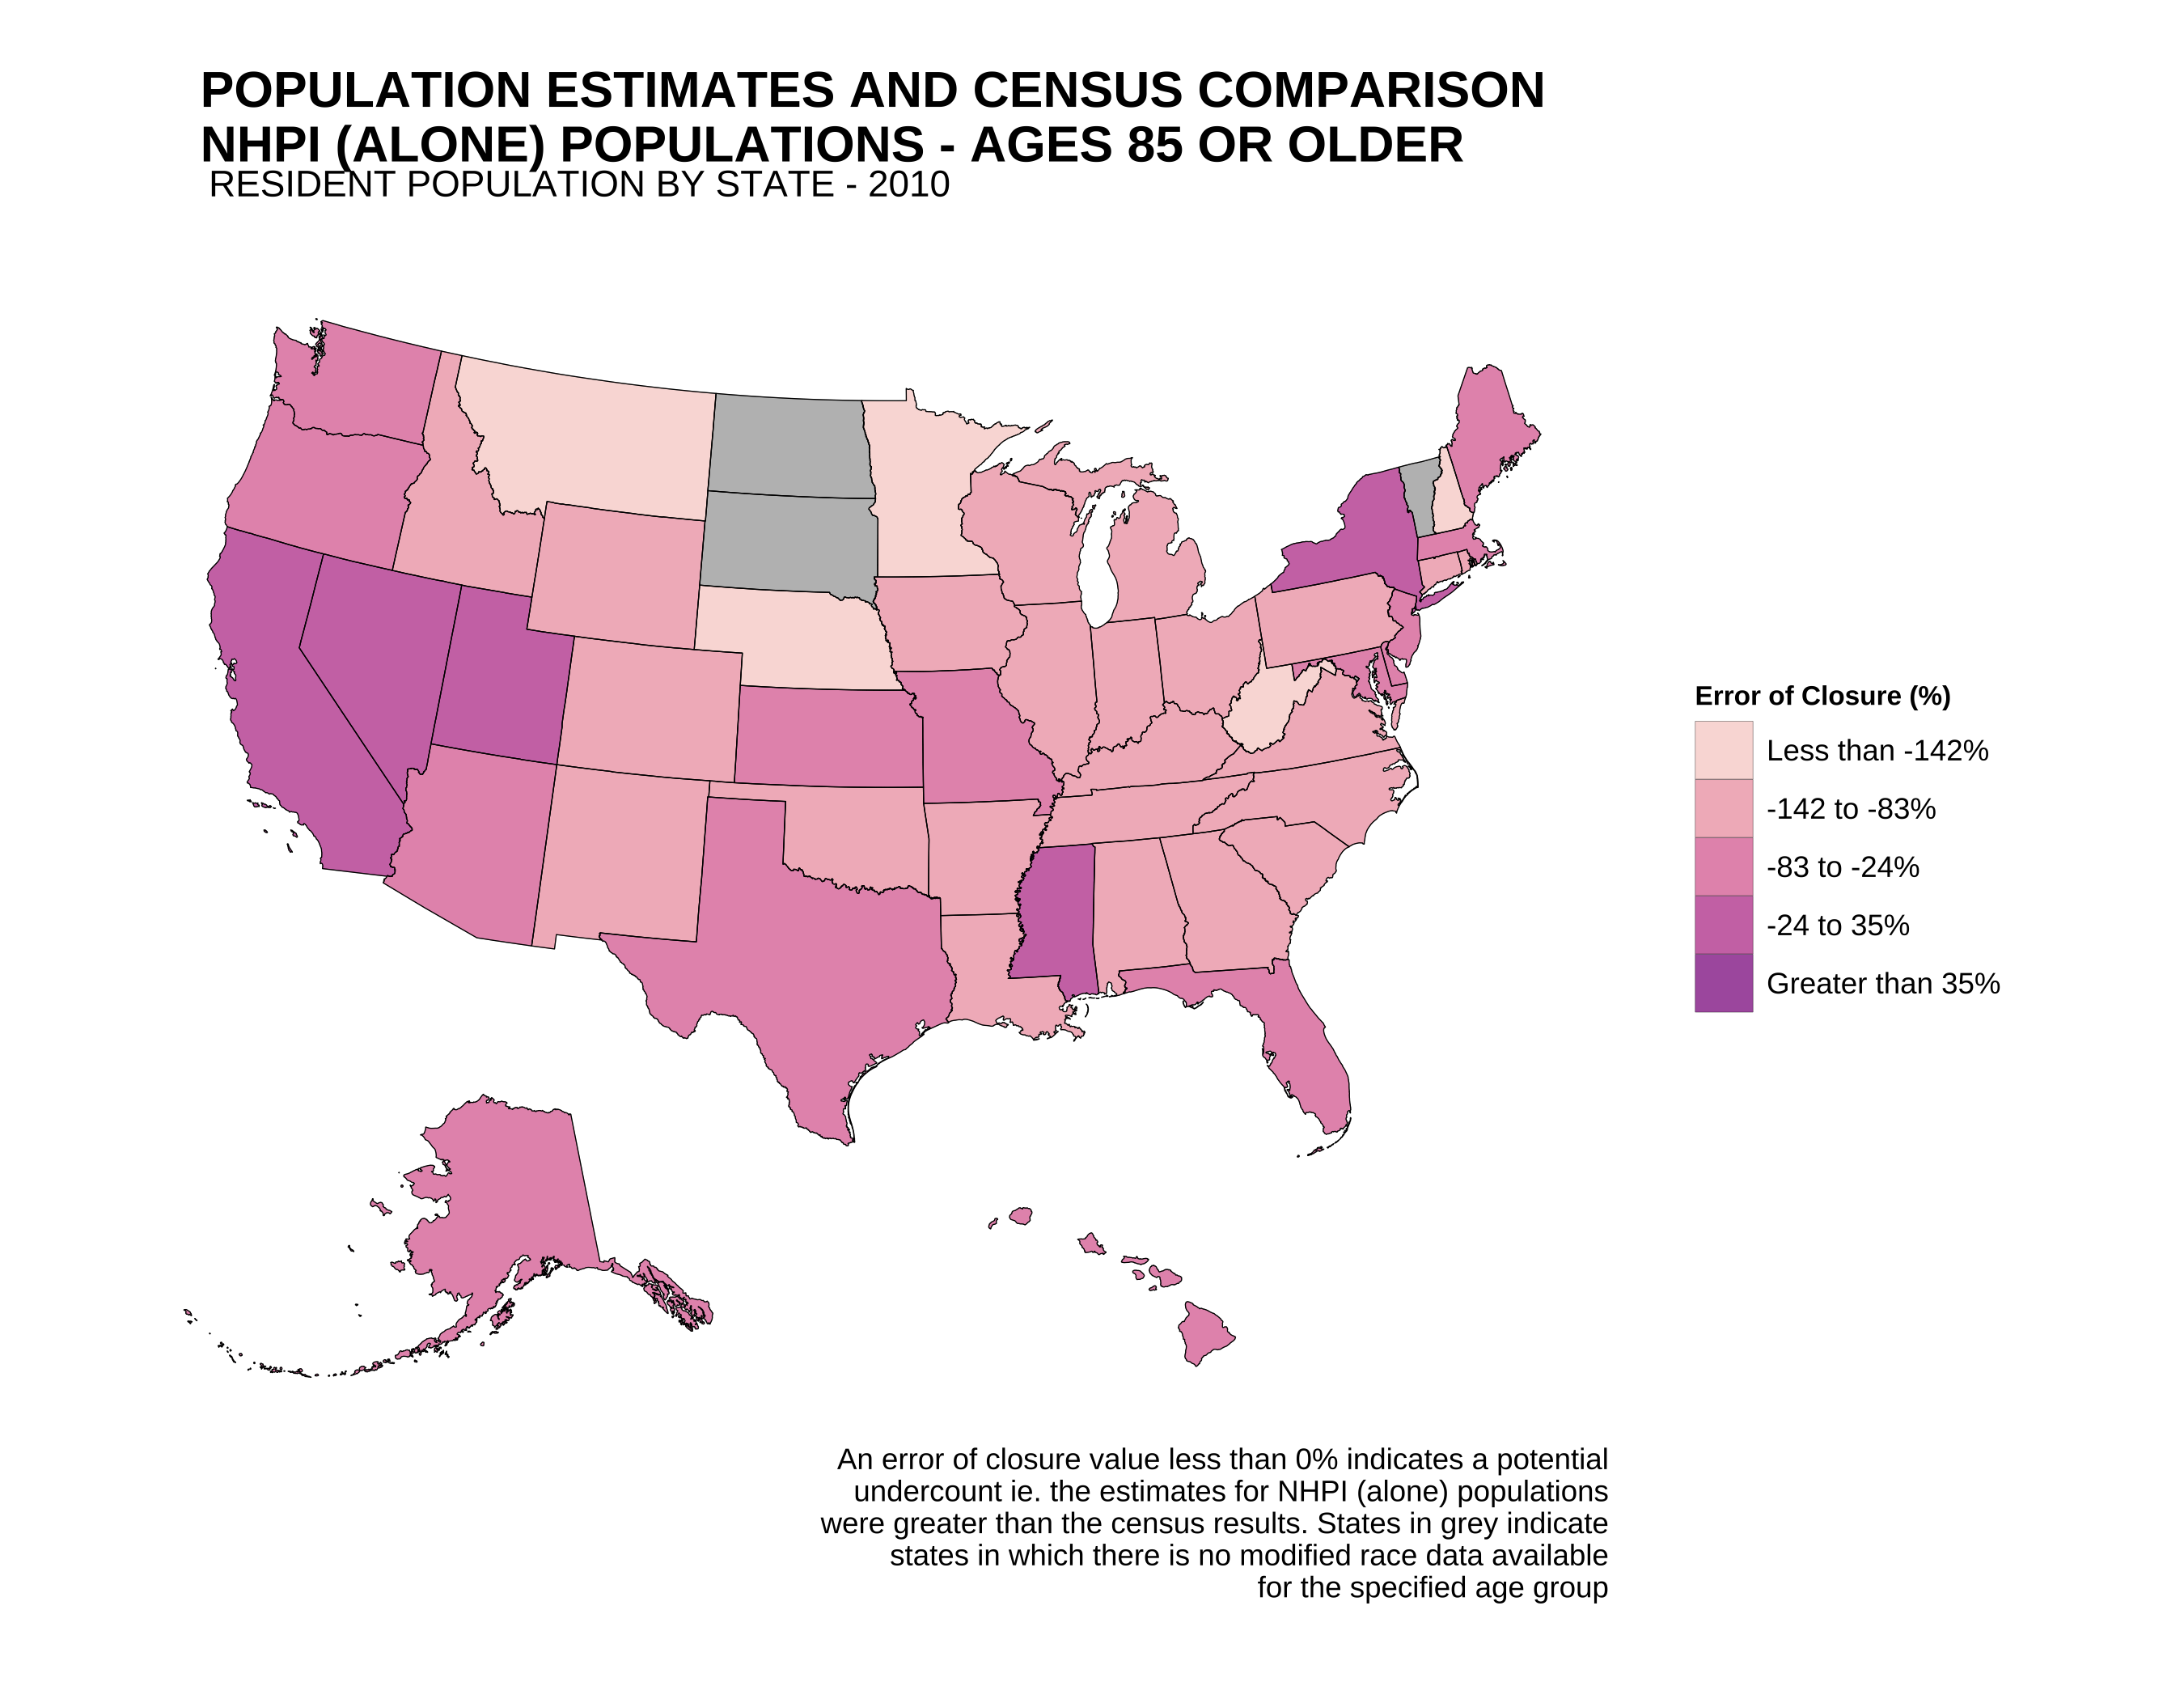 POPULATION ESTIMATES AND CENSUS COMPARISON
NHPI (ALONE) POPULATIONS - AGES 85 OR OLDER
RESIDENT POPULATION BY STATE - 2010
Error of Closure (%)
Less than -142%
-142 to -83%
-83 to -24%
-24 to 35%
Greater than 35%
An error of closure value less than 0% indicates a potential
undercount ie. the estimates for NHPI (alone) populations
were greater than the census results. States in grey indicate
states in which there is no modified race data available
for the specified age group